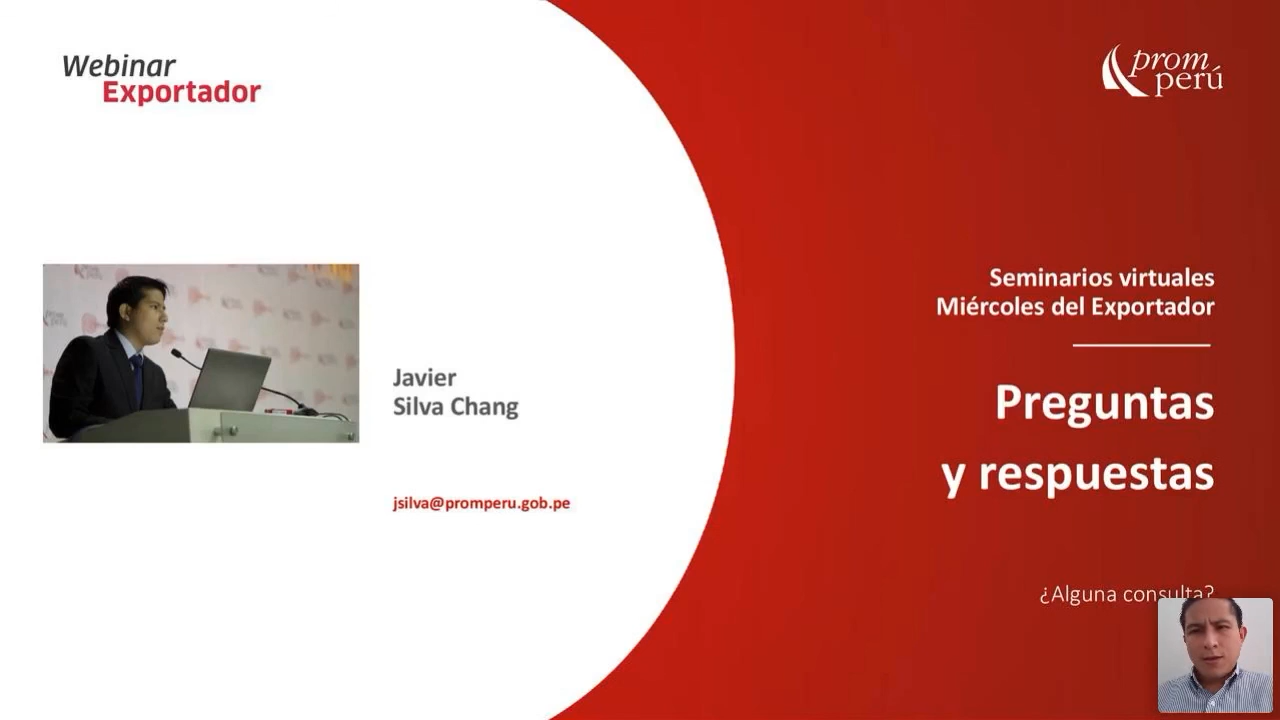 Webinar
Exportador
prom
perú
Javier
Silva Chang
jsilva@promperu.gob.pe
Seminarios virtuales
Miércoles del Exportador
Preguntas
y respuestas
¿Alguna consulta?